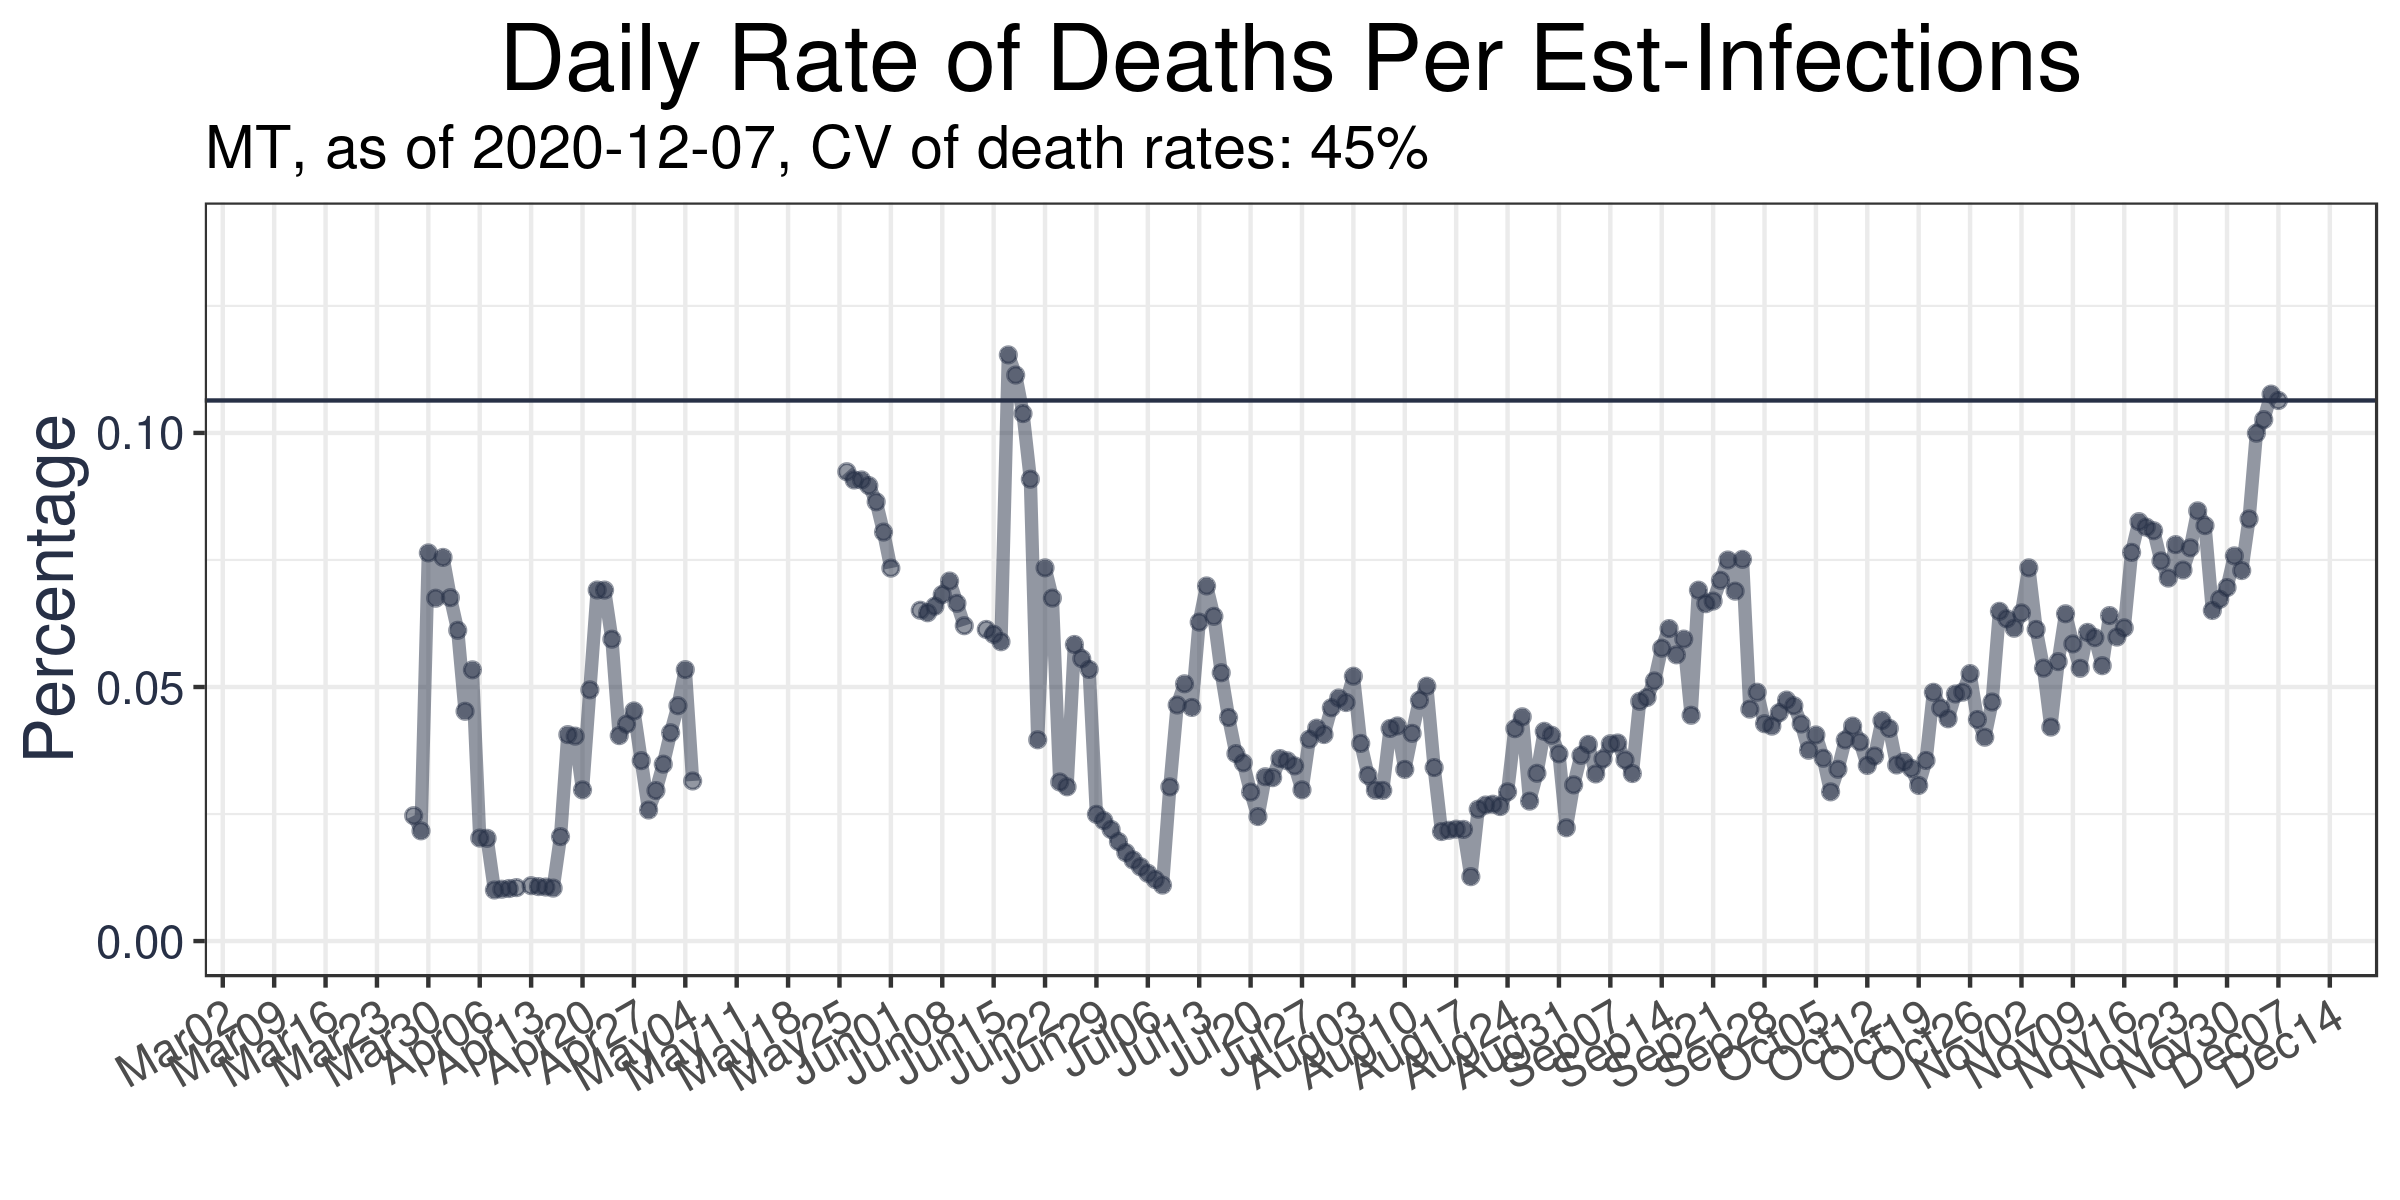 Daily Rate of Deaths Per Est-Infections
MT, as of 2020-12-07, CV of death rates: 45%
Percentage
0.10
0.05
0.00
Mar02
Mar09
Mar16
Mar23
Mar30
Apr06
Apr13
Apr20
Apr27
May04
May11
May18
May25
Jun01
Jun08
Jun15
Jun22
Jun29
Jul06
Jul13
Jul20
Jul27
Aug03
Aug10
Aug17
Aug24
Aug31
Sep07
Sep14
Sep21
Sep28
Oct05
Oct12
Oct19
Oct26
Nov02
Nov09
Nov16
Nov23
Nov30
Dec07
Dec14